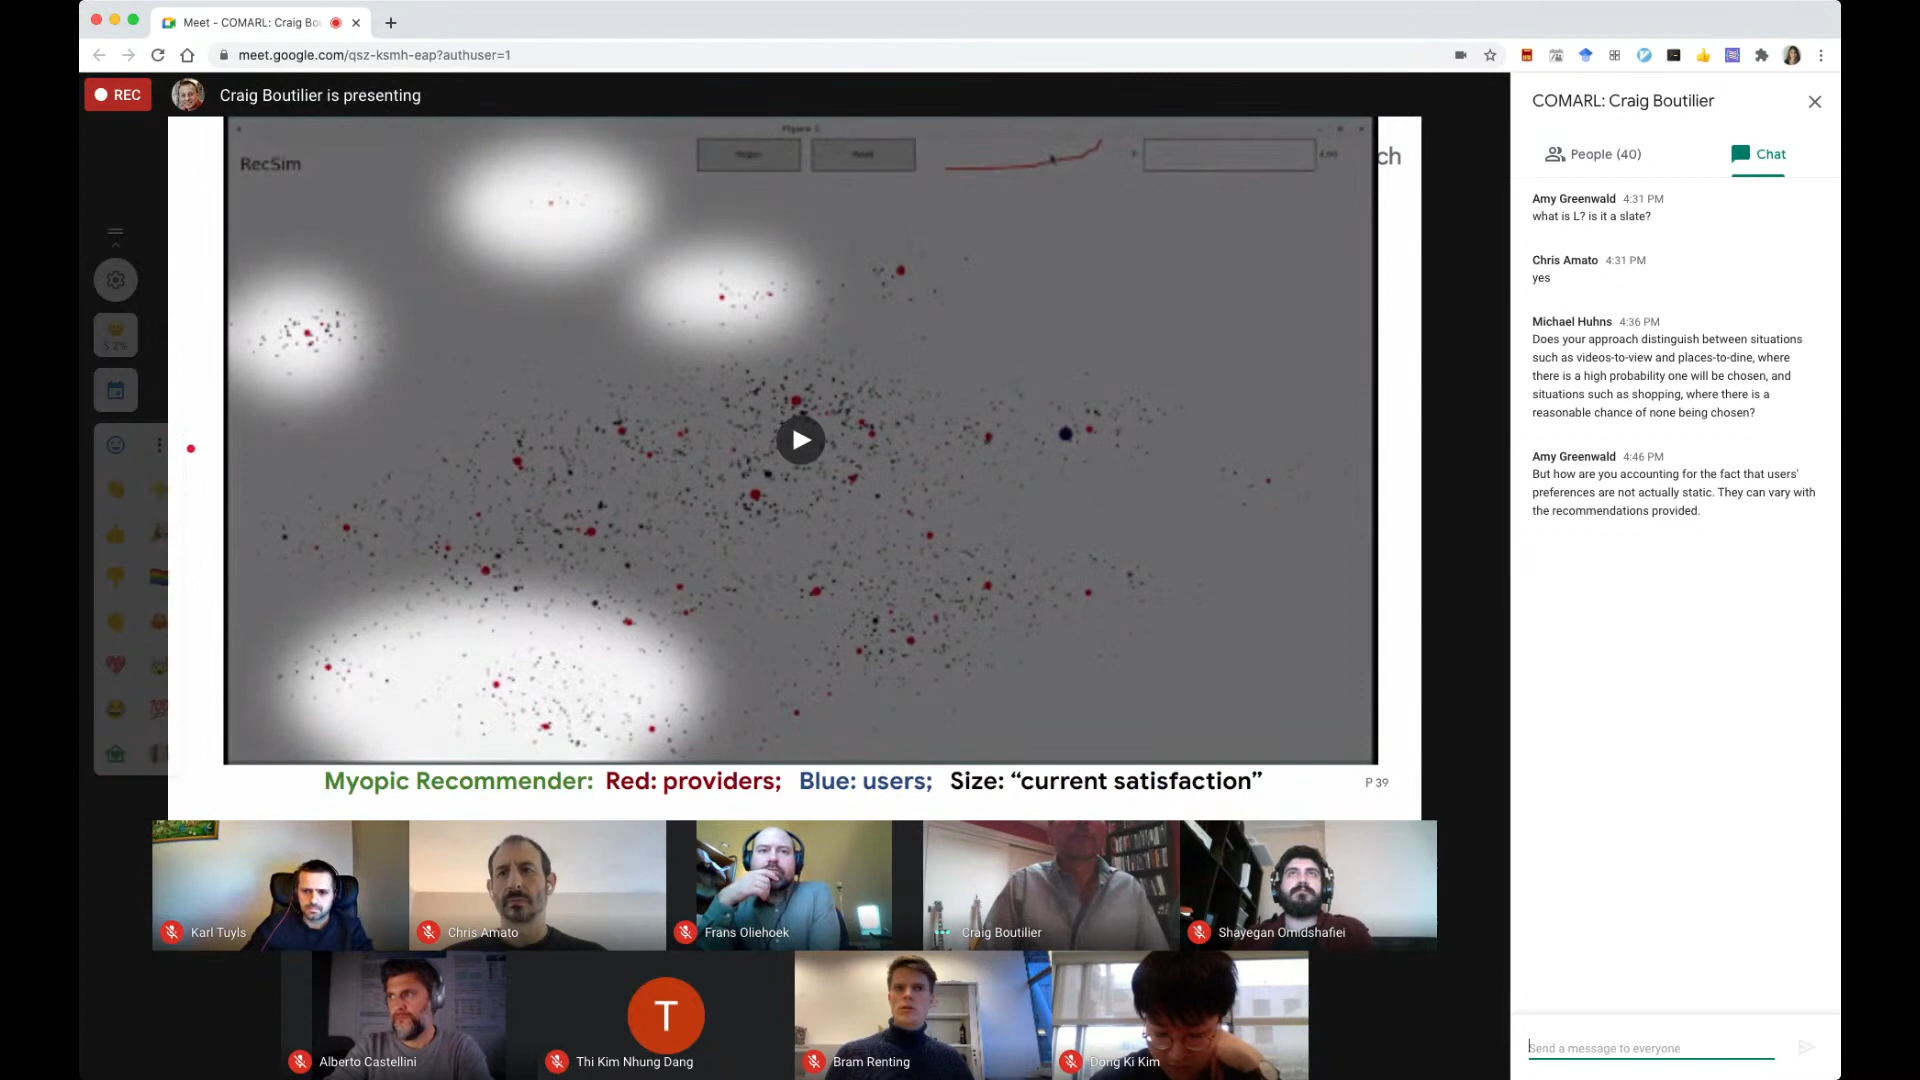 Meet - COMARL: Craig Bou
meet.google.com/qsz-ksmh-eap?authuser=1
REC
Craig Boutilier is presenting
RecSim
ch
5.2%
Myopic Recommender: Red: providers; Blue: users; Size: “current satisfaction”
P 39
Karl Tuyls
Chris Amato
Frans Oliehoek
Craig Boutilier
Shayegan Omidshafiei
Alberto Castellini
T
Thi Kim Nhung Dang
Bram Renting
Dong Ki Kim
COMARL: Craig Boutilier
People (40)
Chat
Amy Greenwald 4:31 PM
what is L? is it a slate?
Chris Amato 4:31 PM
yes
Michael Huhns 4:36 PM
Does your approach distinguish between situations
such as videos-to-view and places-to-dine, where
there is a high probability one will be chosen, and
situations such as shopping, where there is a
reasonable chance of none being chosen?
Amy Greenwald 4:46 PM
But how are you accounting for the fact that users'
preferences are not actually static. They can vary with
the recommendations provided.
Send a message to everyone